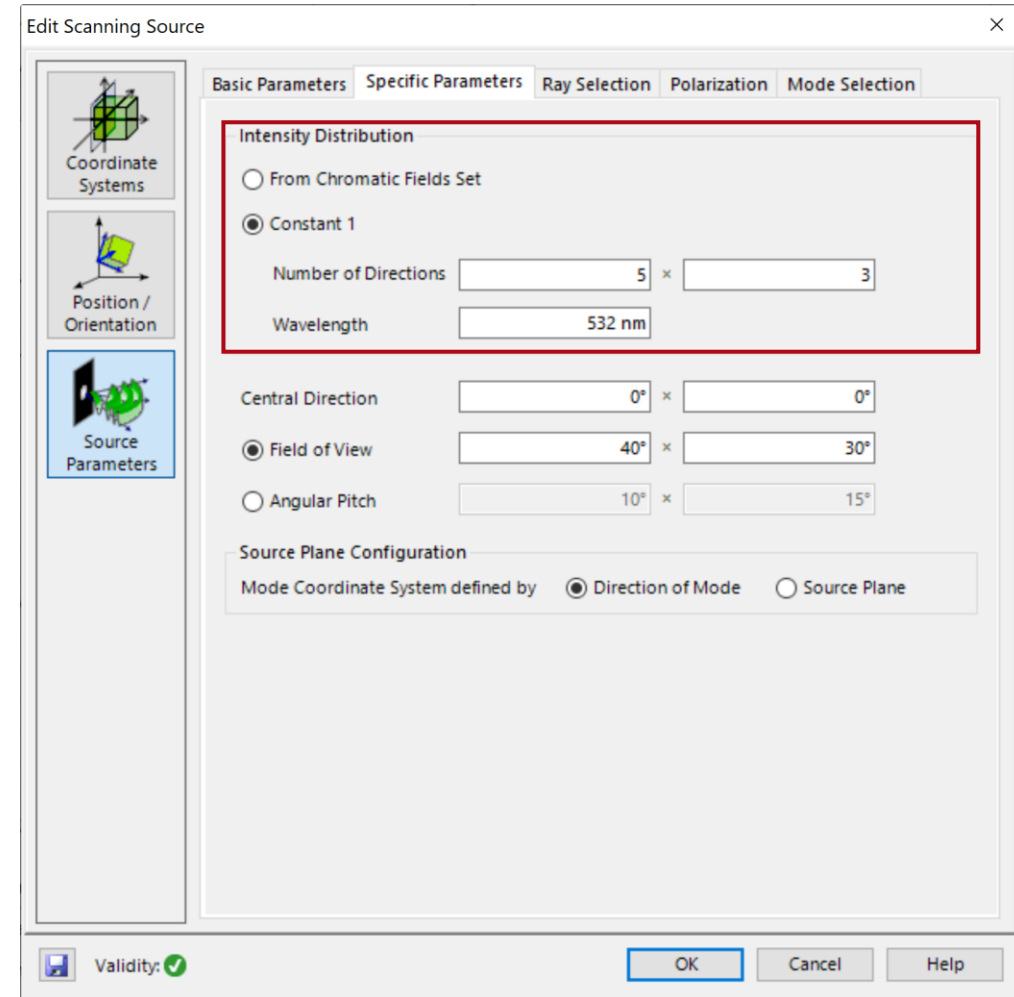 Edit Scanning Source
Coordinate
Systems
Position /
Orientation
Source
Parameters
Basic Parameters Specific Parameters Ray Selection Polarization Mode Selection
Intensity Distribution
From Chromatic Fields Set
Constant 1
Number of Directions 5 × 3
Wavelength 532 nm
Central Direction 0° × 0°
Field of View 40° × 30°
Angular Pitch 10° × 15°
Source Plane Configuration
Mode Coordinate System defined by Direction of Mode Source Plane
Validity: OK Cancel Help